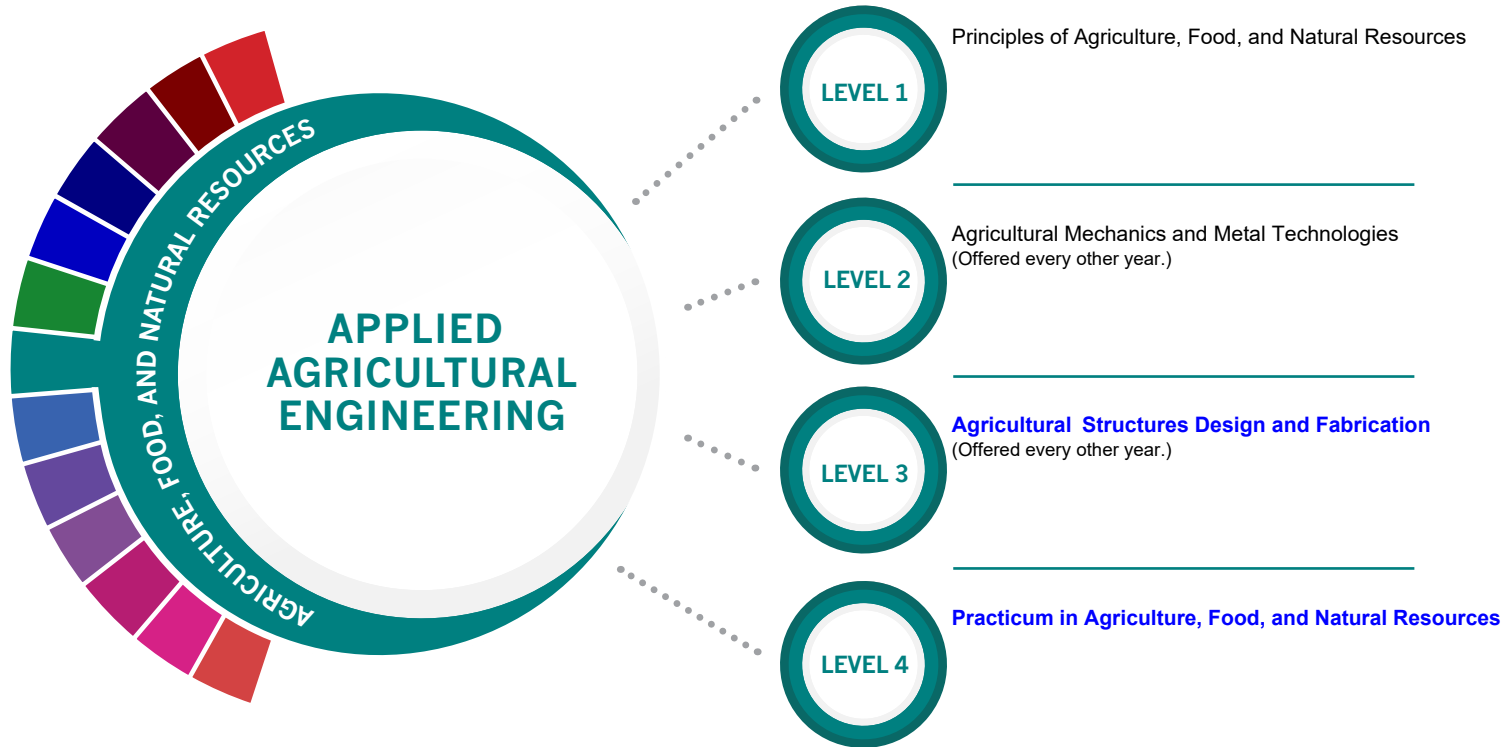 AGRICULTURE, FOOD, AND NATURAL RESOURCES
APPLIED
AGRICULTURAL
ENGINEERING
LEVEL 1
Principles of Agriculture, Food, and Natural Resources
LEVEL 2
Agricultural Mechanics and Metal Technologies
(Offered every other year.)
LEVEL 3
Agricultural Structures Design and Fabrication
(Offered every other year.)
LEVEL 4
Practicum in Agriculture, Food, and Natural Resources